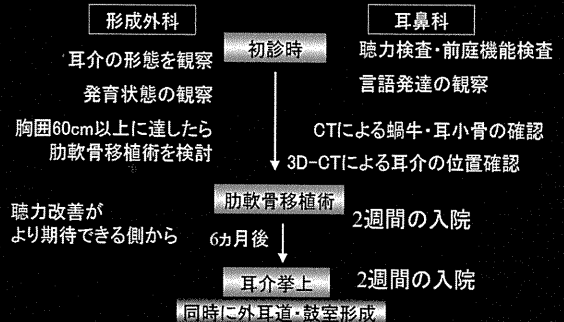 形成外科
耳鼻科
初診時
耳介の形態を観察
聴力検査・前庭機能検査
発育状態の観察
言語発達の観察
胸囲60cm以上に達したら
肋軟骨移植術を検討
CTによる蝸牛・耳小骨の確認
3D-CTによる耳介の位置確認
肋軟骨移植術
2週間の入院
聴力改善が
より期待できる側から
6ヵ月後
耳介挙上
2週間の入院
同時に外耳道・鼓室形成